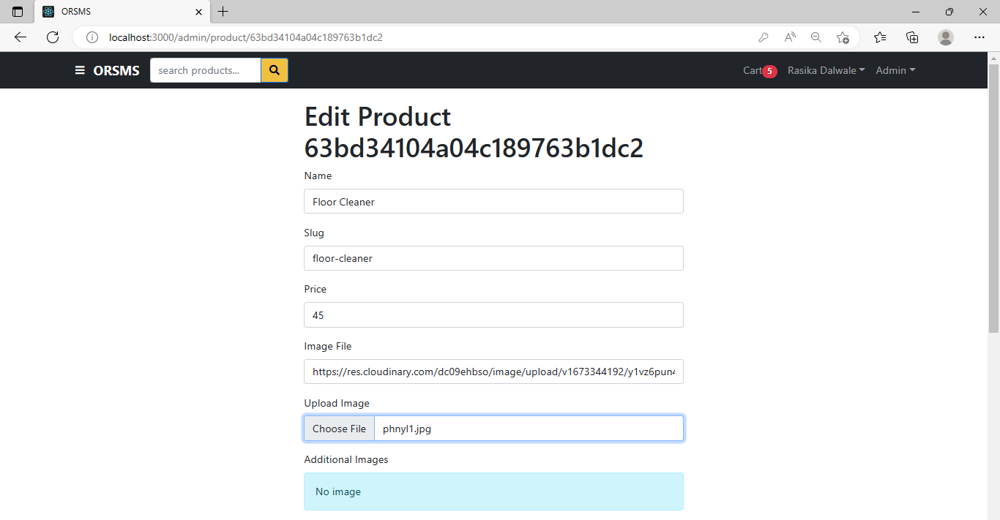 ORSMS
localhost:3000/admin/product/63bd34104a04c189763b1dc2
ORSMS
search products...
Cart 5
Rasika Dalwale
Admin
Edit Product
63bd34104a04c189763b1dc2
Name
Floor Cleaner
Slug
floor-cleaner
Price
45
Image File
https://res.cloudinary.com/dc09ehbso/image/upload/v1673344192/y1vz6pun4
Upload Image
Choose File phnyl1.jpg
Additional Images
No image